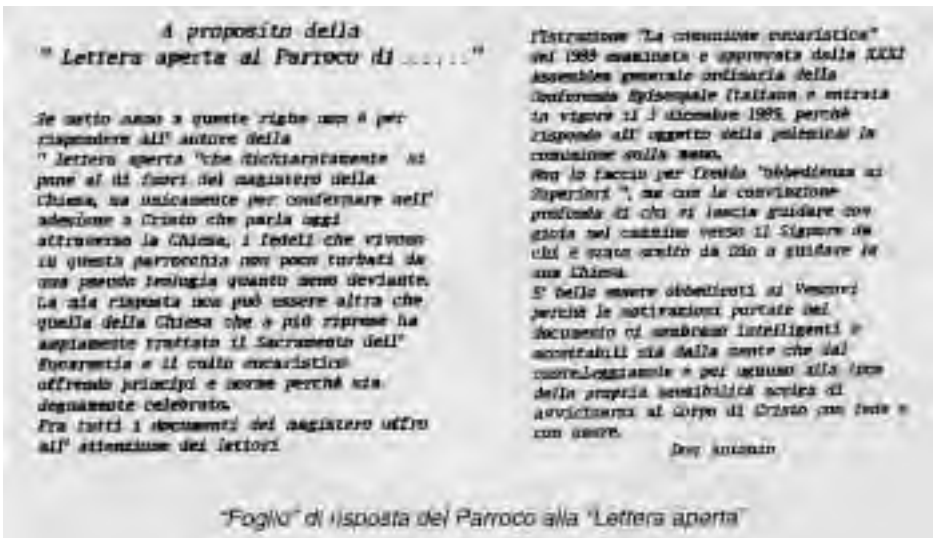 A proposito della
" Lettera aperta al Parroco di ......"
Se metto mano a queste righe non è per
rispondere all' autore della
" lettera aperta "che dichiaratamente si
pone al di fuori del magistero della
Chiesa, ma unicamente per confermare nell'
adesione a Cristo che parla oggi
attraverso la Chiesa, i fedeli che vivono
in questa parrocchia non poco turbati da
una pseudo teologia quanto meno deviante.
La mia risposta non può essere altra che
quella della Chiesa che a più riprese ha
ampiamente trattato il Sacramento dell'
Eucarestia e il culto eucaristico
offrendo principi e norme perchè sia
degnamente celebrato.
Fra tutti i documenti del magistero offro
all' attenzione dei lettori
l'Istruzione "La comunione eucaristica"
del 1989 esaminata e approvata dalla XXXI
Assemblea generale ordinaria della
Conferenza Episcopale Italiana e entrata
in vigore il 3 dicembre 1989, perchè
risponde all' oggetto della polemica: la
comunione sulla mano.
Non lo faccio per "obbedienza ai
Superiori ", ma con la convinzione
profonda di chi si lascia guidare con
gioia nel cammino verso il Signore da
chi è stato scelto da Dio a guidare la
sua Chiesa.
E' bello essere obbedienti ai Vescovi
perchè le motivazioni portate nel
documento ci sembrano intelligenti e
accettabili sia dalla mente che dal
e per ognuno alla luce
della propria sensibilità
avvicinarsi al Corpo di Cristo con fede e
con amore.
Don Antonio
"Foglio" di risposta del Parroco alla "Lettera aperta"